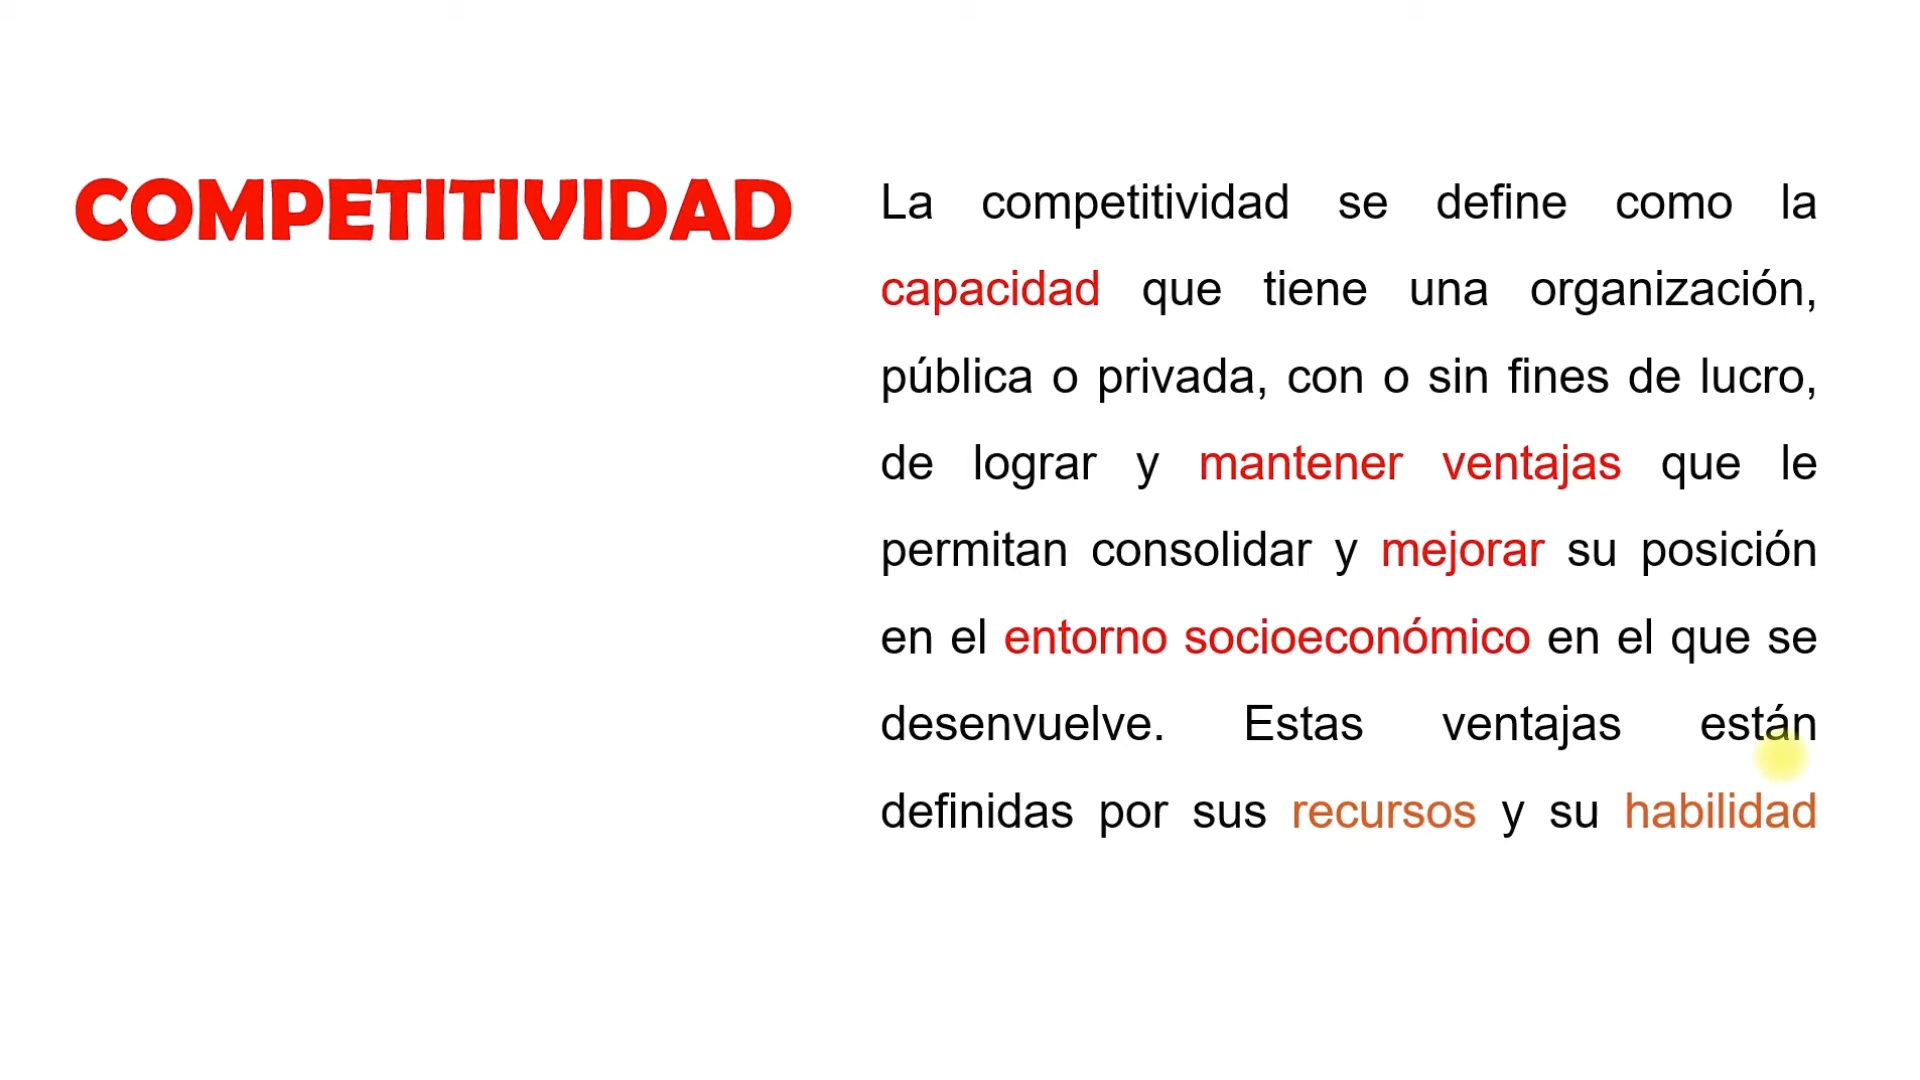 COMPETITIVIDAD
La competitividad se define como la
capacidad que tiene una organización,
pública o privada, con o sin fines de lucro,
de lograr y mantener ventajas que le
permitan consolidar y mejorar su posición
en el entorno socioeconómico en el que se
desenvuelve. Estas ventajas están
definidas por sus recursos y su habilidad